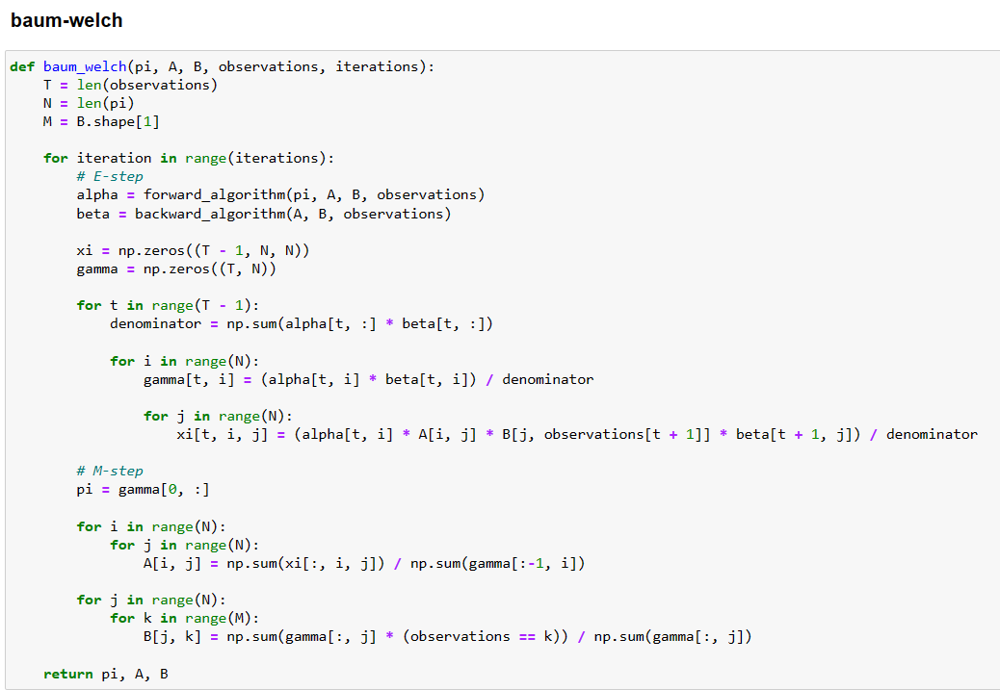 baum-welch
def baum_welch(pi, A, B, observations, iterations):
    T = len(observations)
    N = len(pi)
    M = B.shape[1]
    for iteration in range(iterations):
        # E-step
        alpha = forward_algorithm(pi, A, B, observations)
        beta = backward_algorithm(A, B, observations)
        xi = np.zeros((T - 1, N, N))
        gamma = np.zeros((T, N))
        for t in range(T - 1):
            denominator = np.sum(alpha[t, :] * beta[t, :])
            for i in range(N):
                gamma[t, i] = (alpha[t, i] * beta[t, i]) / denominator
                for j in range(N):
                    xi[t, i, j] = (alpha[t, i] * A[i, j] * B[j, observations[t + 1]] * beta[t + 1, j]) / denominator
        # M-step
        pi = gamma[0, :]
        for i in range(N):
            for j in range(N):
                A[i, j] = np.sum(xi[:, i, j]) / np.sum(gamma[:-1, i])
        for j in range(N):
            for k in range(M):
                B[j, k] = np.sum(gamma[:, j] * (observations == k)) / np.sum(gamma[:, j])
    return pi, A, B